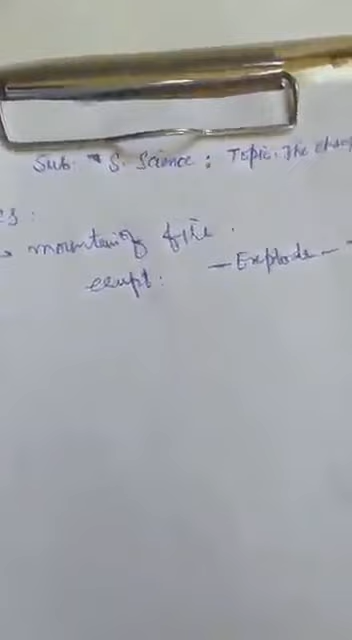 Sub. S. Science : Topic. The
→ mountain of fire.
erupt. — Explode —